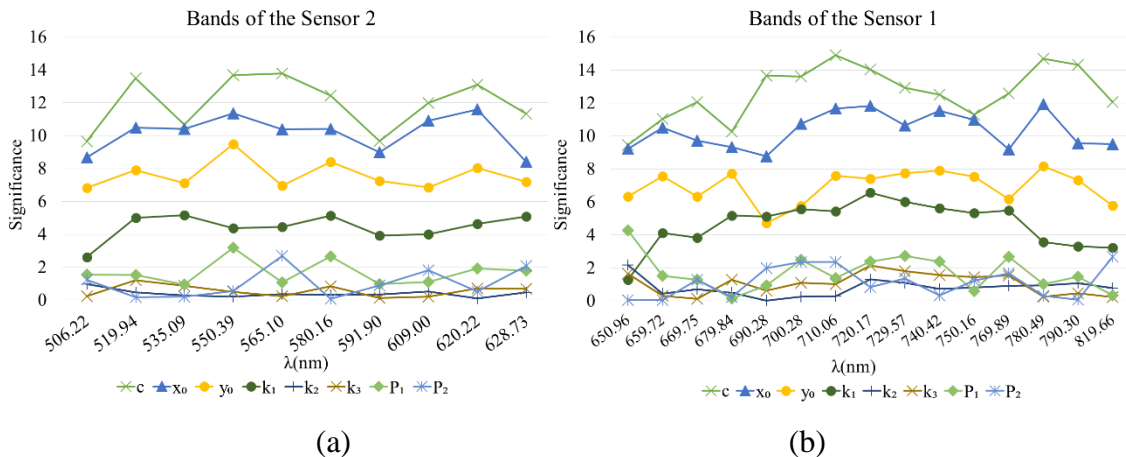 (a)
Bands of the Sensor 2
Significance
16
14
12
10
8
6
4
2
0
506.22 519.94 535.09 550.39 565.10 580.16 591.90 609.00 620.22 628.73
λ(nm)
c x₀ y₀ k₁ k₂ k₃ P₁ P₂
(a)
(b)
Bands of the Sensor 1
Significance
16
14
12
10
8
6
4
2
0
650.96 659.72 669.75 679.84 690.28 700.28 710.06 720.17 729.57 740.42 750.16 769.89 780.49 790.30 819.66
λ(nm)
c x₀ y₀ k₁ k₂ k₃ P₁ P₂
(b)